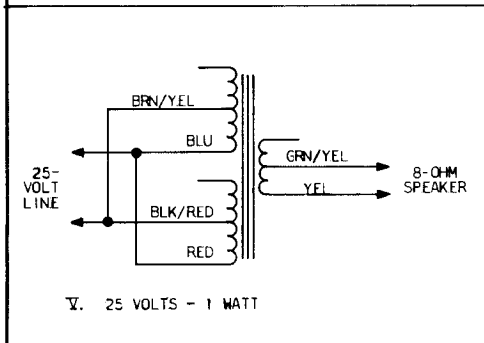 BRN/YEL
BLU
25-
VOLT
LINE
BLK/RED
RED
GRN/YEL
YEL
8-OHM
SPEAKER
V. 25 VOLTS - 1 WATT